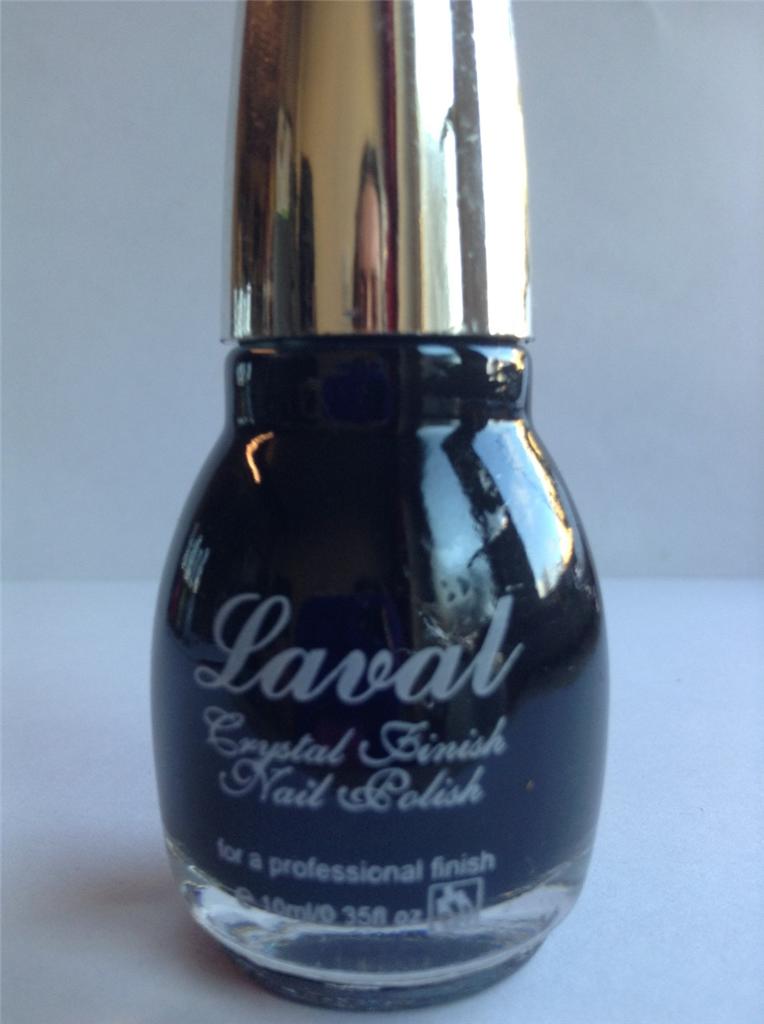 Laval
Crystal Finish
Nail Polish
for a professional finish
℮ 10ml/0.35fl oz